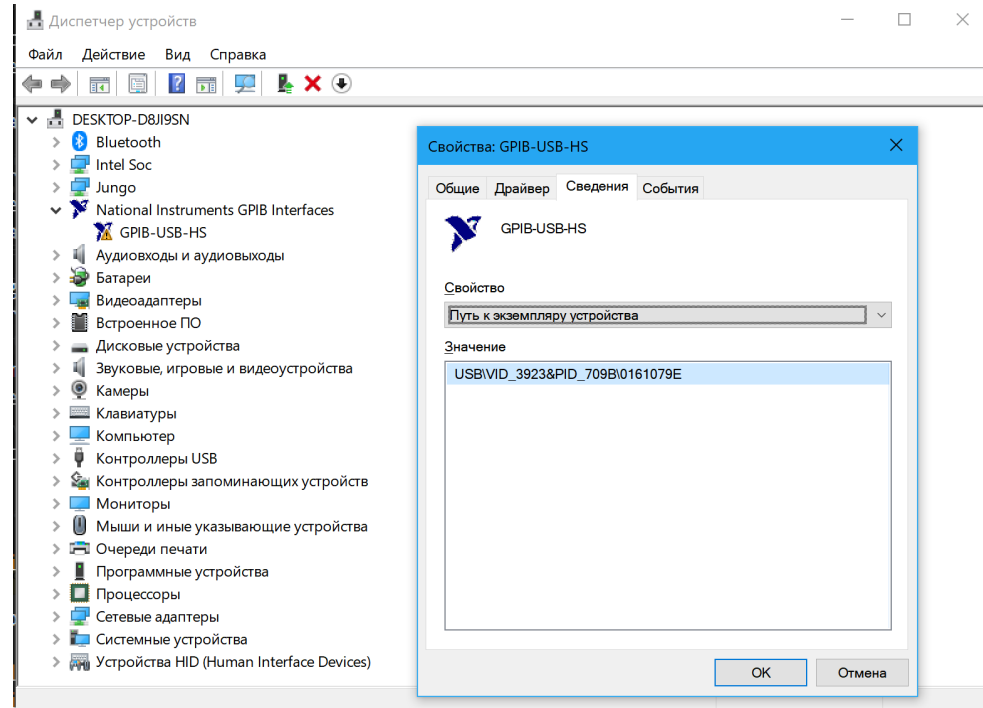 Диспетчер устройств
Файл Действие Вид Справка
DESKTOP-D8JI9SN
Bluetooth
Intel Soc
Jungo
National Instruments GPIB Interfaces
GPIB-USB-HS
Аудиовходы и аудиовыходы
Батареи
Видеоадаптеры
Встроенное ПО
Дисковые устройства
Звуковые, игровые и видеоустройства
Камеры
Клавиатуры
Компьютер
Контроллеры USB
Контроллеры запоминающих устройств
Мониторы
Мыши и иные указывающие устройства
Очереди печати
Программные устройства
Процессоры
Сетевые адаптеры
Системные устройства
Устройства HID (Human Interface Devices)
Свойства: GPIB-USB-HS
Общие Драйвер Сведения События
GPIB-USB-HS
Свойство
Путь к экземпляру устройства
Значение
USB\VID_3923&PID_709B\0161079E
OK Отмена